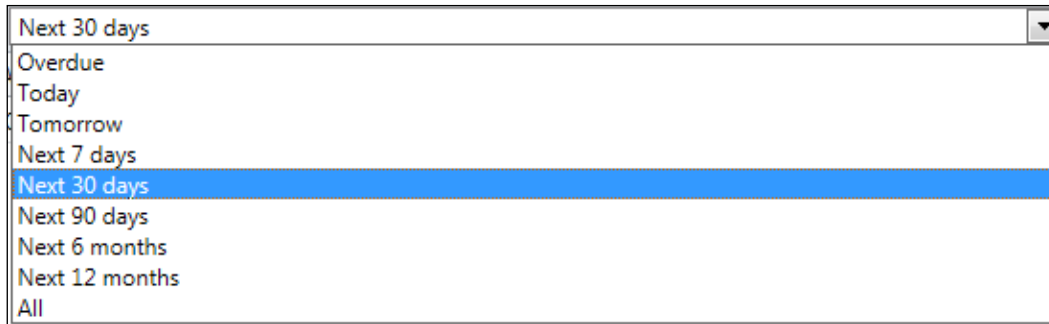 Next 30 days
Overdue
Today
Tomorrow
Next 7 days
Next 30 days
Next 90 days
Next 6 months
Next 12 months
All